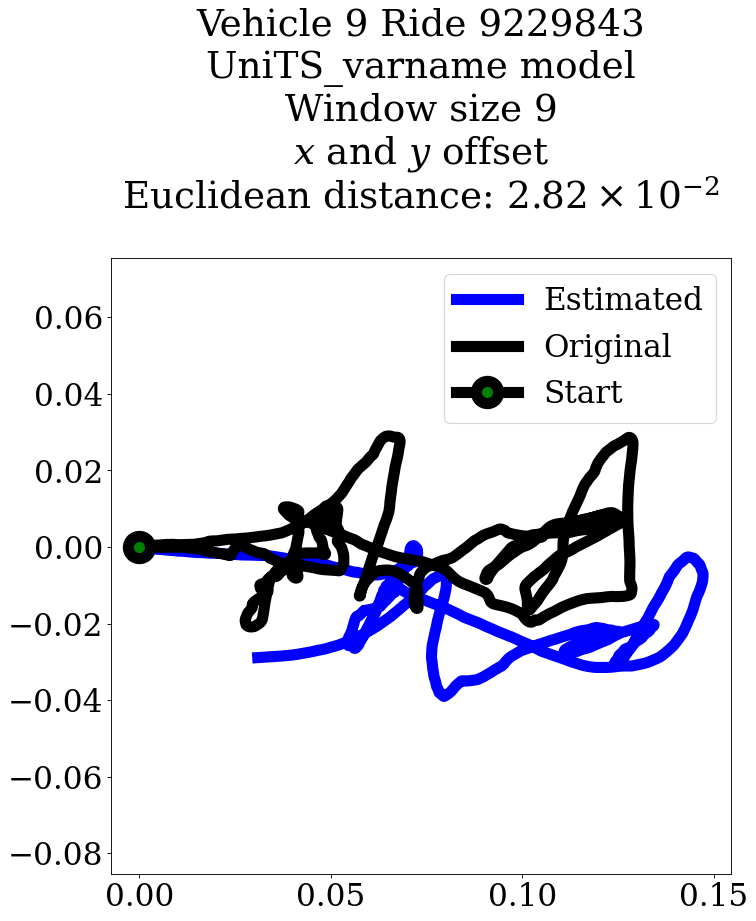 Vehicle 9 Ride 9229843
UniTS_varname model
Window size 9
x and y offset
Euclidean distance: 2.82 × 10⁻²
Estimated
Original
Start
0.06
0.04
0.02
0.00
−0.02
−0.04
−0.06
−0.08
0.00 0.05 0.10 0.15